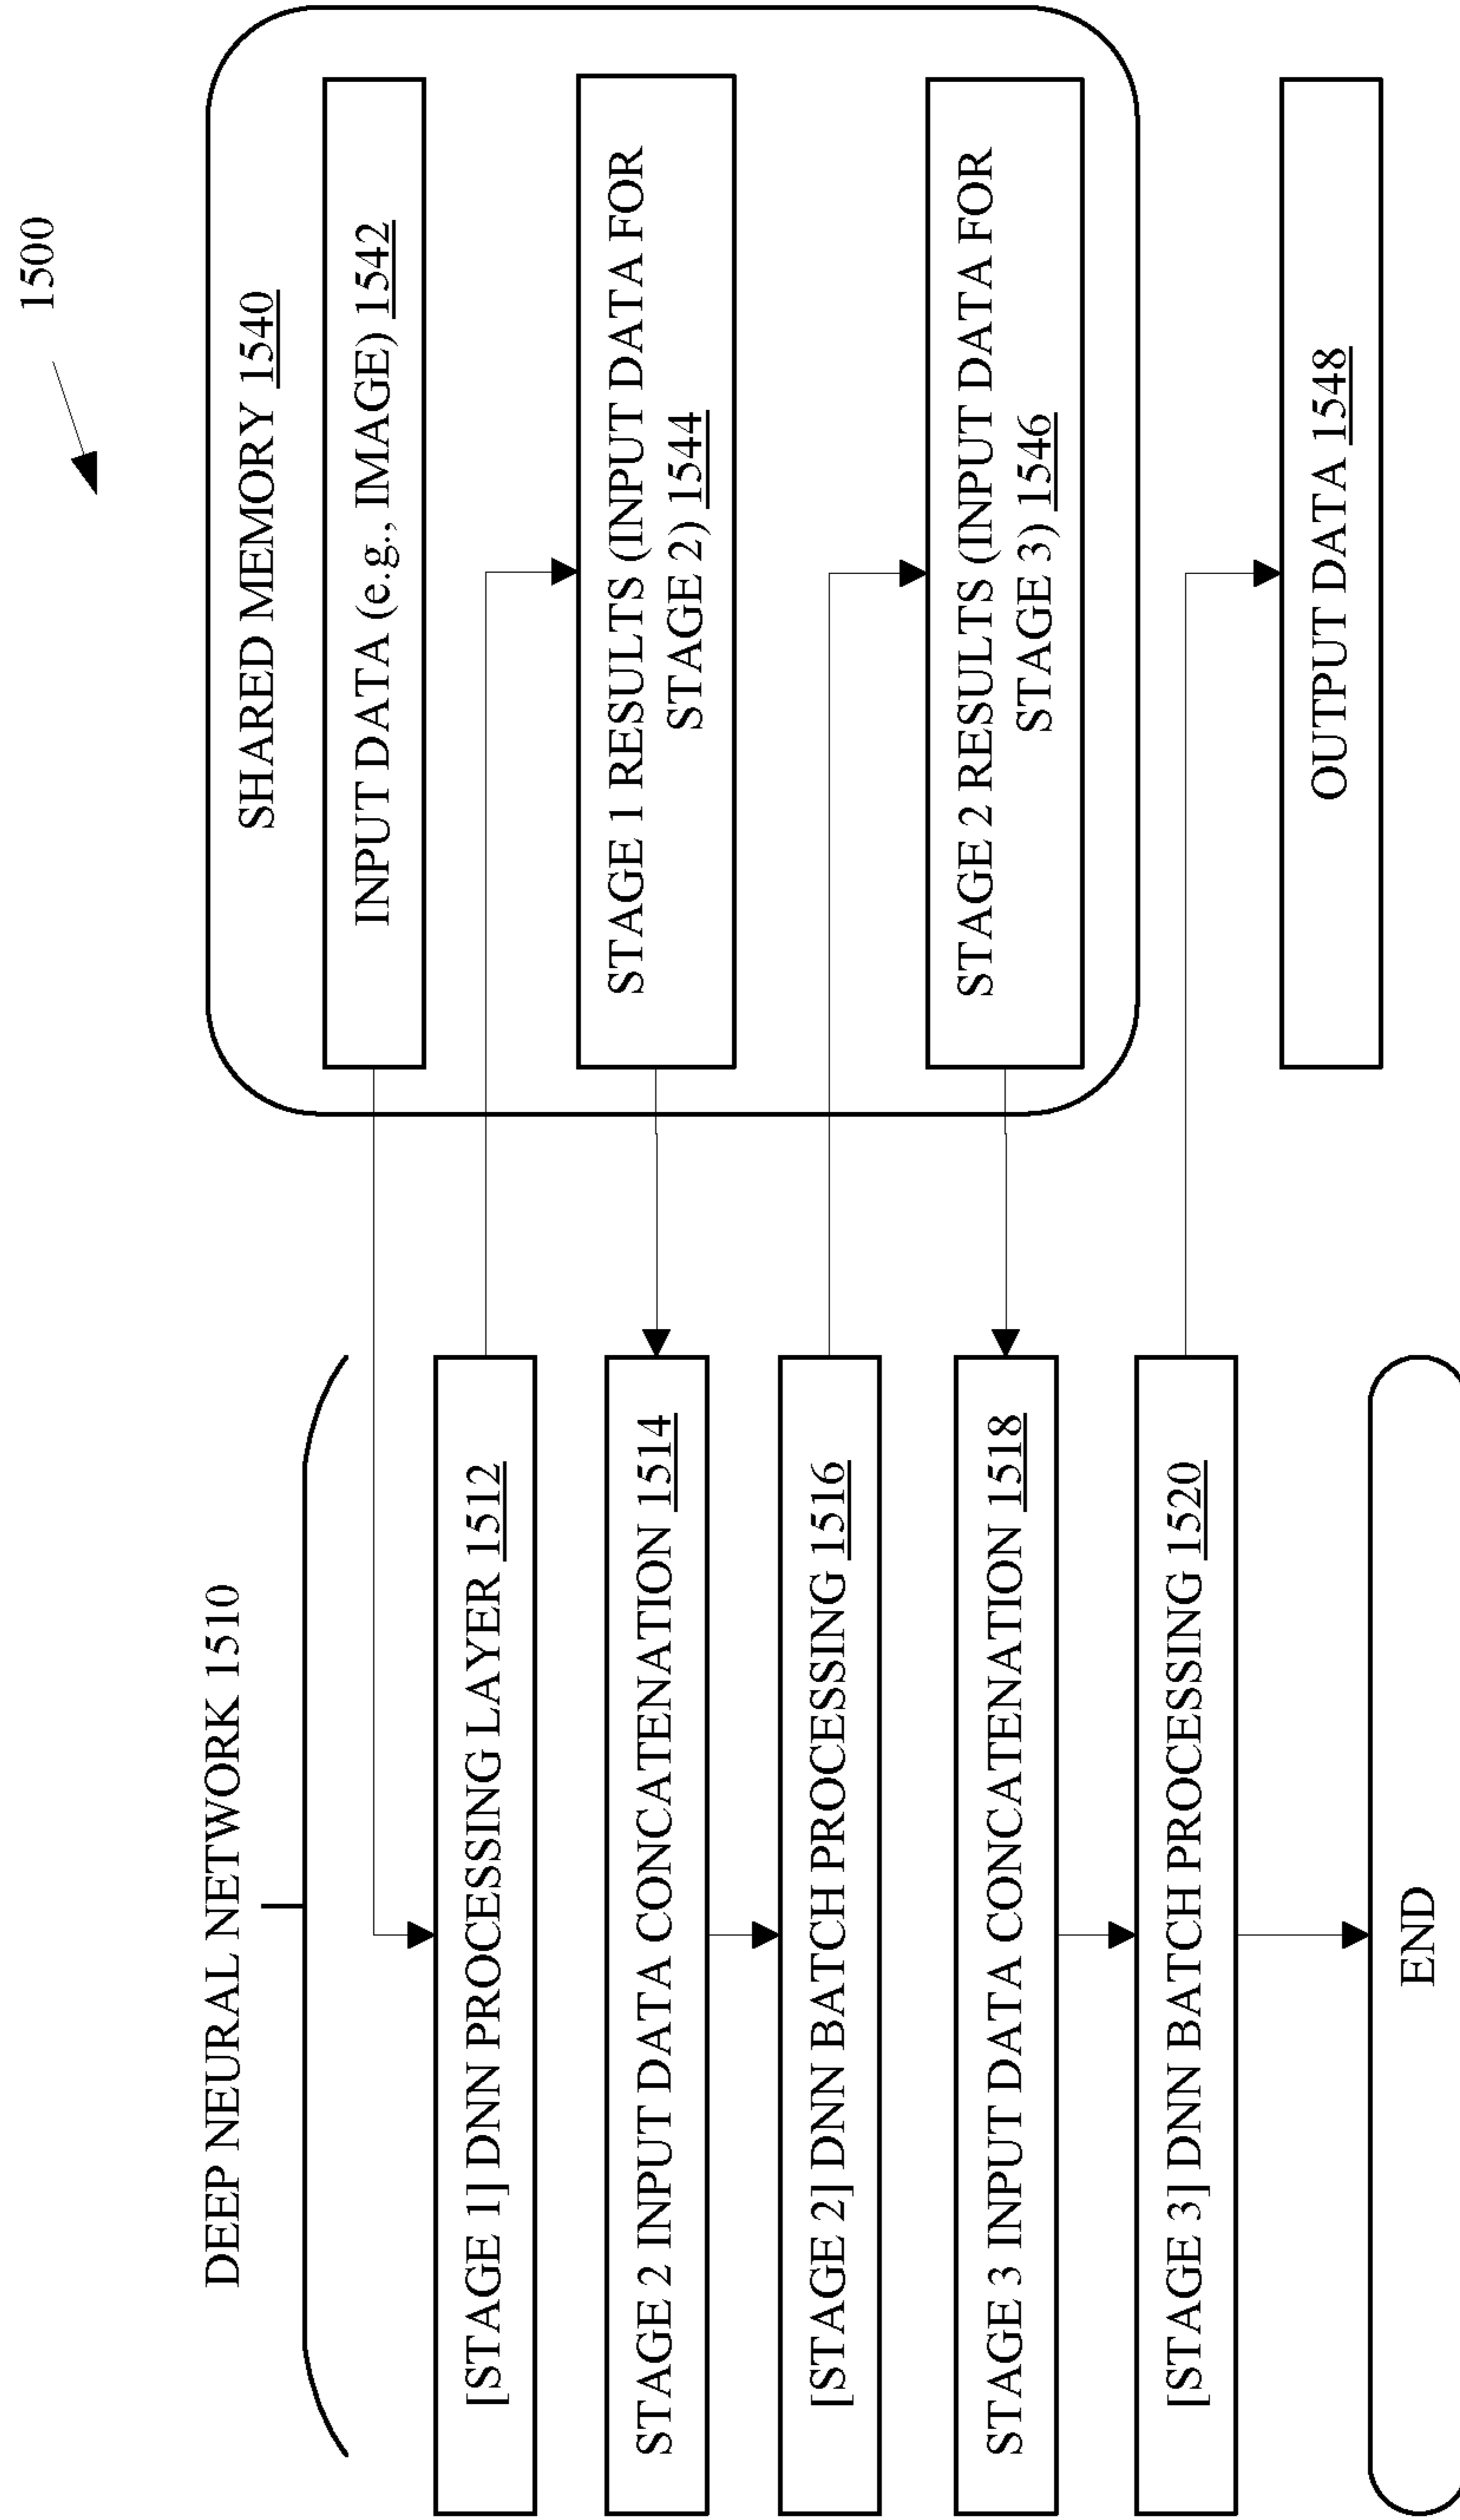 1500
DEEP NEURAL NETWORK 1510
[STAGE 1] DNN PROCESSING LAYER 1512
STAGE 2 INPUT DATA CONCATENATION 1514
[STAGE 2] DNN BATCH PROCESSING 1516
STAGE 3 INPUT DATA CONCATENATION 1518
[STAGE 3] DNN BATCH PROCESSING 1520
END
SHARED MEMORY 1540
INPUT DATA (e.g., IMAGE) 1542
STAGE 1 RESULTS (INPUT DATA FOR
STAGE 2) 1544
STAGE 2 RESULTS (INPUT DATA FOR
STAGE 3) 1546
OUTPUT DATA 1548